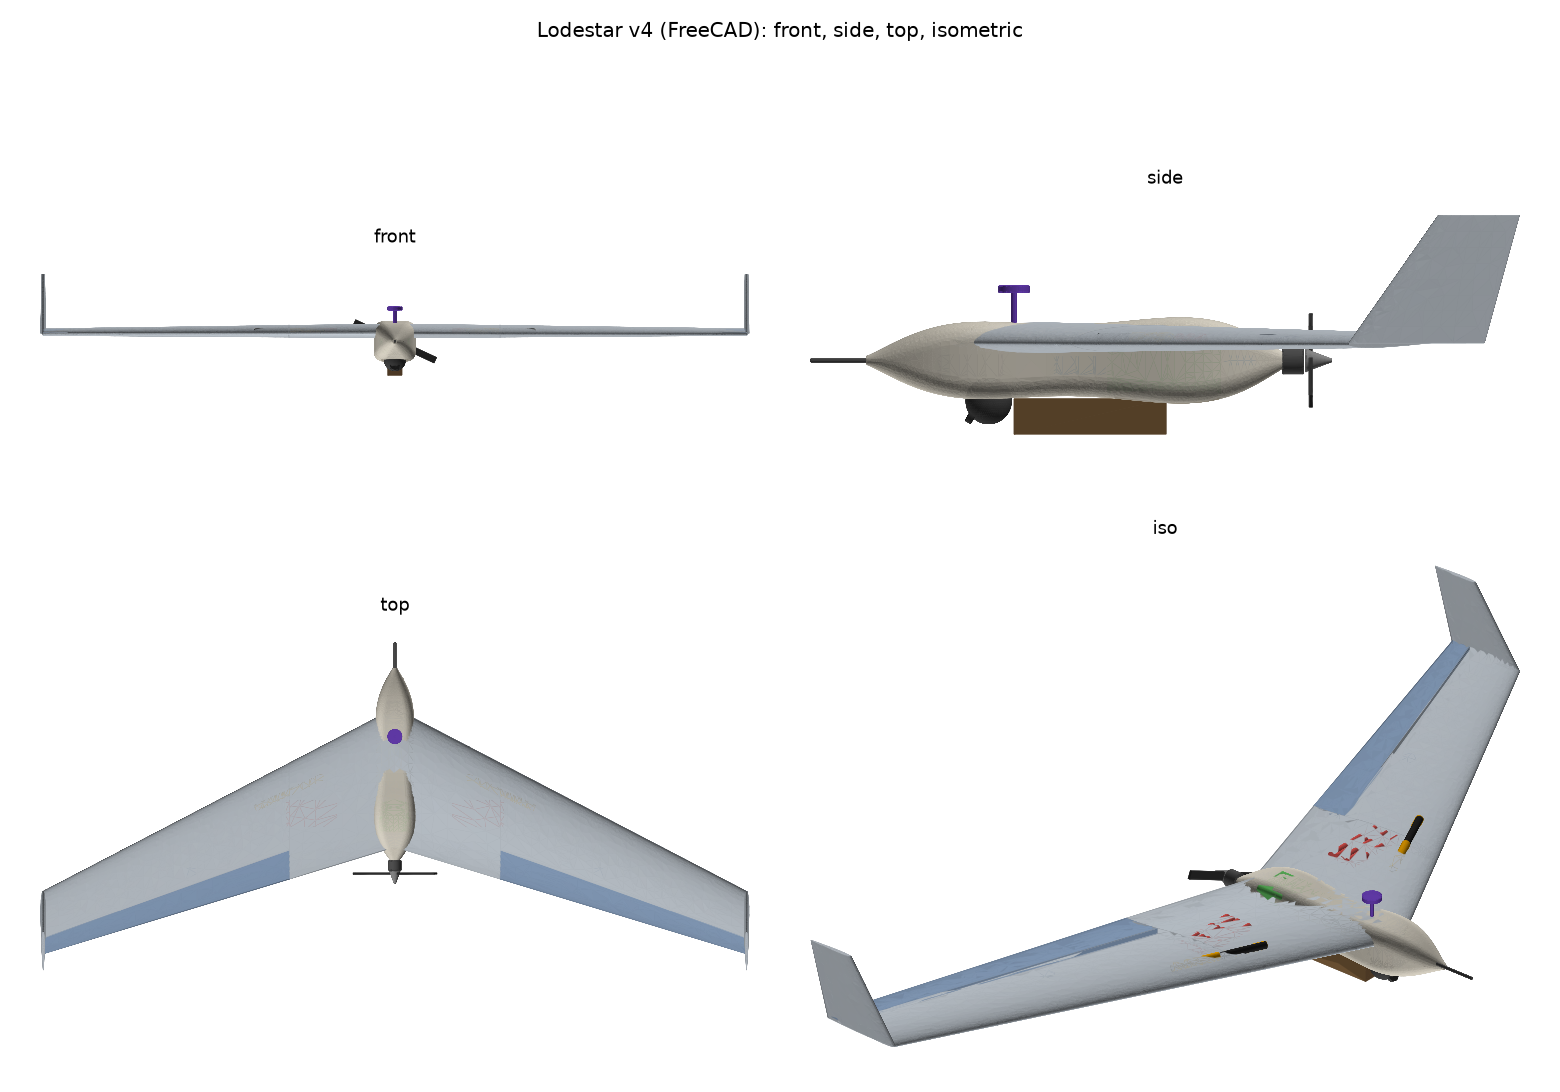 Lodestar v4 (FreeCAD): front, side, top, isometric
side
front
iso
top